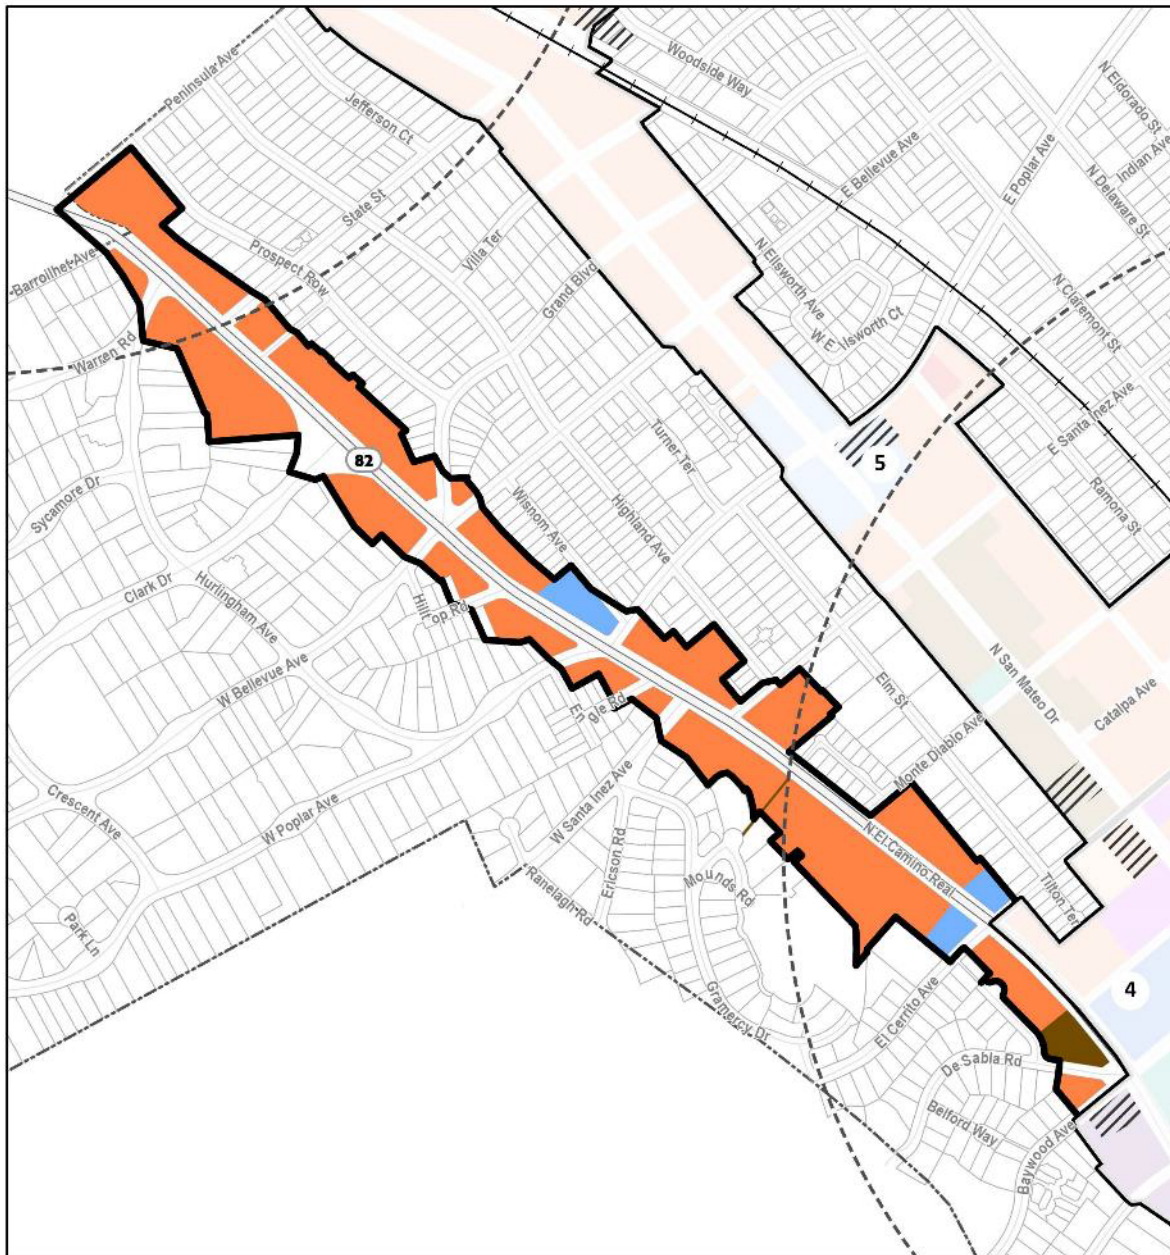 Woodside Way
N Eldorado St
Peninsula Ave
Jefferson Ct
Indian Ave
E Bellevue Ave
E Poplar Ave
N Delaware St
State St
Villa Ter
Prospect Row
Barroilhet Ave
N Ellsworth Ave
W Ellsworth Ct
Grand Blvd
N Claremont St
Warren Rd
E Santa Inez Ave
82
5
Turner Ter
Ramona St
Sycamore Dr
Wisnom Ave
Highland Ave
Clark Dr
Hurlingham Ave
Hilltop Rd
W Bellevue Ave
Engle Rd
Elm St
N San Mateo Dr
Catalpa Ave
Monte Diablo Ave
Crescent Ave
W Poplar Ave
W Santa Inez Ave
N El Camino Real
Ericson Rd
Mounds Rd
Tilton Ter
Ranelagh Rd
Park Ln
4
Gramercy Dr
El Cerrito Ave
De Sabla Rd
Belford Way
Baywood Ave